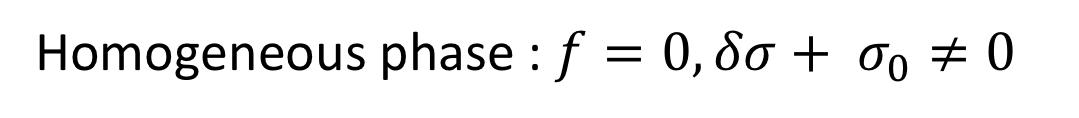 Homogeneous phase : 𝑓 = 0, 𝛿𝜎 + 𝜎₀ ≠ 0